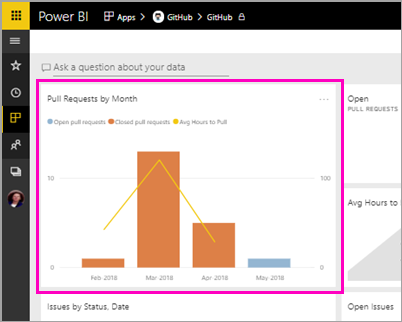 Power BI Apps > GitHub > GitHub
Ask a question about your data
Pull Requests by Month ...
Open pull requests Closed pull requests Avg Hours to Pull
10 100
0 0
Feb-2018 Mar-2018 Apr-2018 May-2018
Issues by Status, Date
Open
PULL REQUESTS
Avg Hours to
Open Issues